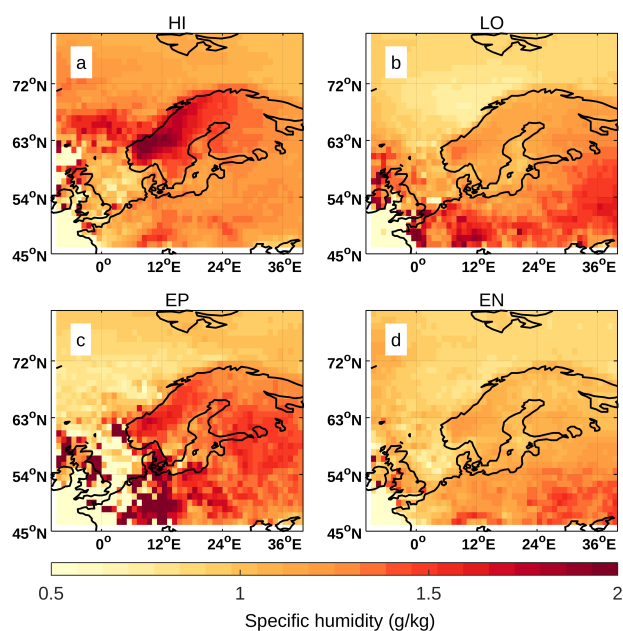 HI LO
a b
72°N 72°N
63°N 63°N
54°N 54°N
45°N 45°N
0° 12°E 24°E 36°E 0° 12°E 24°E 36°E
EP EN
c d
72°N 72°N
63°N 63°N
54°N 54°N
45°N 45°N
0° 12°E 24°E 36°E 0° 12°E 24°E 36°E
0.5 1 1.5 2
Specific humidity (g/kg)